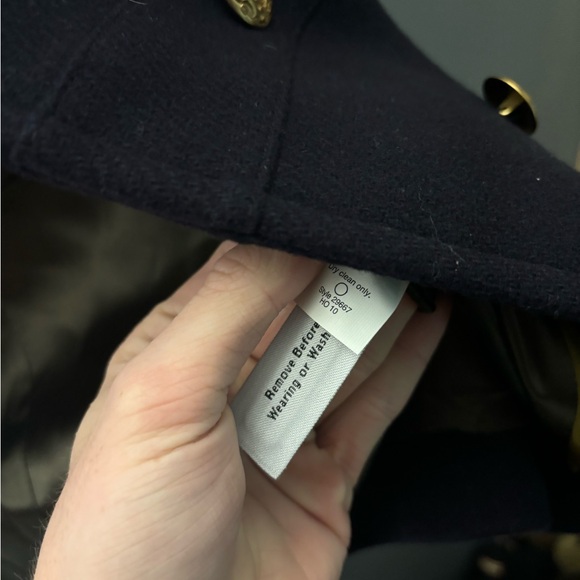 Dry clean only.
Style 29667
HO 10
Remove Before
Wearing or Wash